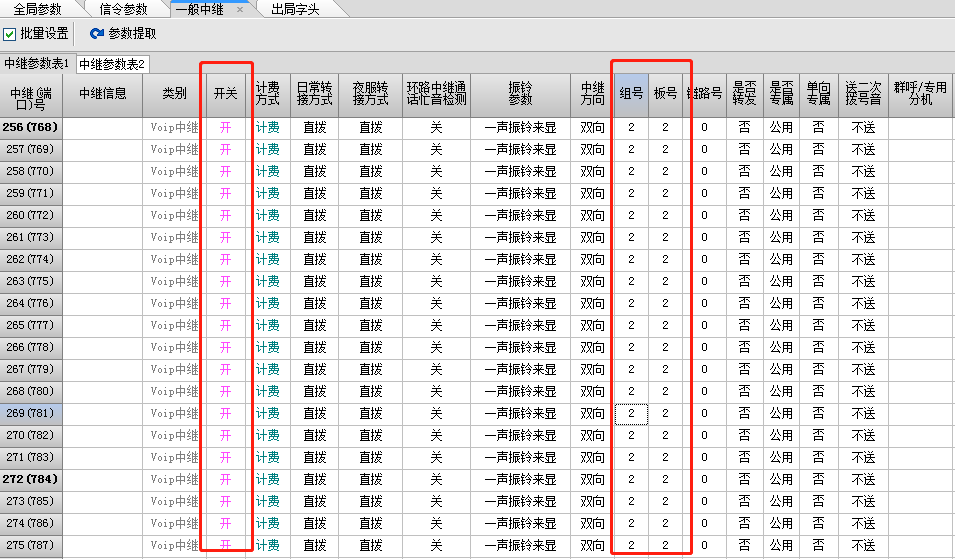 全局参数 信令参数 一般中继 × 出局字头
批量设置 参数提取
中继参数表1 中继参数表2
中继(端口)号 中继信息 类别 开关 计费方式 日常转接方式 夜服转接方式 环路中继通话忙音检测 振铃参数 中继方向 组号 板号 链路号 是否转发 是否专属 单向专属 送二次拨号音 群呼/专用分机
256(768) Voip中继 开 计费 直拨 直拨 关 一声振铃来显 双向 2 2 0 否 公用 否 不送
257(769) Voip中继 开 计费 直拨 直拨 关 一声振铃来显 双向 2 2 0 否 公用 否 不送
258(770) Voip中继 开 计费 直拨 直拨 关 一声振铃来显 双向 2 2 0 否 公用 否 不送
259(771) Voip中继 开 计费 直拨 直拨 关 一声振铃来显 双向 2 2 0 否 公用 否 不送
260(772) Voip中继 开 计费 直拨 直拨 关 一声振铃来显 双向 2 2 0 否 公用 否 不送
261(773) Voip中继 开 计费 直拨 直拨 关 一声振铃来显 双向 2 2 0 否 公用 否 不送
262(774) Voip中继 开 计费 直拨 直拨 关 一声振铃来显 双向 2 2 0 否 公用 否 不送
263(775) Voip中继 开 计费 直拨 直拨 关 一声振铃来显 双向 2 2 0 否 公用 否 不送
264(776) Voip中继 开 计费 直拨 直拨 关 一声振铃来显 双向 2 2 0 否 公用 否 不送
265(777) Voip中继 开 计费 直拨 直拨 关 一声振铃来显 双向 2 2 0 否 公用 否 不送
266(778) Voip中继 开 计费 直拨 直拨 关 一声振铃来显 双向 2 2 0 否 公用 否 不送
267(779) Voip中继 开 计费 直拨 直拨 关 一声振铃来显 双向 2 2 0 否 公用 否 不送
268(780) Voip中继 开 计费 直拨 直拨 关 一声振铃来显 双向 2 2 0 否 公用 否 不送
269(781) Voip中继 开 计费 直拨 直拨 关 一声振铃来显 双向 2 2 0 否 公用 否 不送
270(782) Voip中继 开 计费 直拨 直拨 关 一声振铃来显 双向 2 2 0 否 公用 否 不送
271(783) Voip中继 开 计费 直拨 直拨 关 一声振铃来显 双向 2 2 0 否 公用 否 不送
272(784) Voip中继 开 计费 直拨 直拨 关 一声振铃来显 双向 2 2 0 否 公用 否 不送
273(785) Voip中继 开 计费 直拨 直拨 关 一声振铃来显 双向 2 2 0 否 公用 否 不送
274(786) Voip中继 开 计费 直拨 直拨 关 一声振铃来显 双向 2 2 0 否 公用 否 不送
275(787) Voip中继 开 计费 直拨 直拨 关 一声振铃来显 双向 2 2 0 否 公用 否 不送